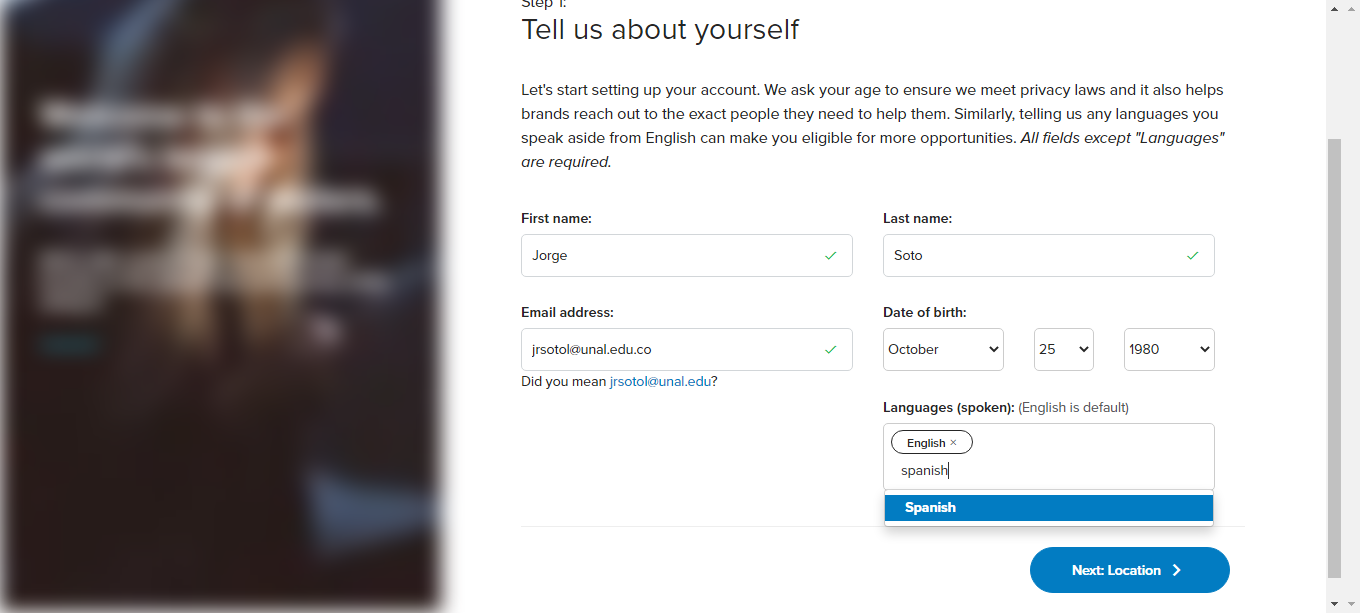 Step 1:
Tell us about yourself
Let's start setting up your account. We ask your age to ensure we meet privacy laws and it also helps
brands reach out to the exact people they need to help them. Similarly, telling us any languages you
speak aside from English can make you eligible for more opportunities. All fields except "Languages"
are required.
First name:
Last name:
Jorge
Soto
Email address:
Date of birth:
jrsotol@unal.edu.co
October
25
1980
Did you mean jrsotol@unal.edu?
Languages (spoken): (English is default)
English ×
spanish
Spanish
Next: Location